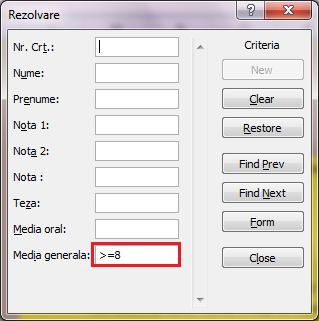 Rezolvare
Nr. Crt.:
Criteria
New
Nume:
Prenume:
Clear
Nota 1:
Restore
Nota 2:
Find Prev
Nota :
Find Next
Teza:
Form
Media oral:
Media generala: >=8
Close